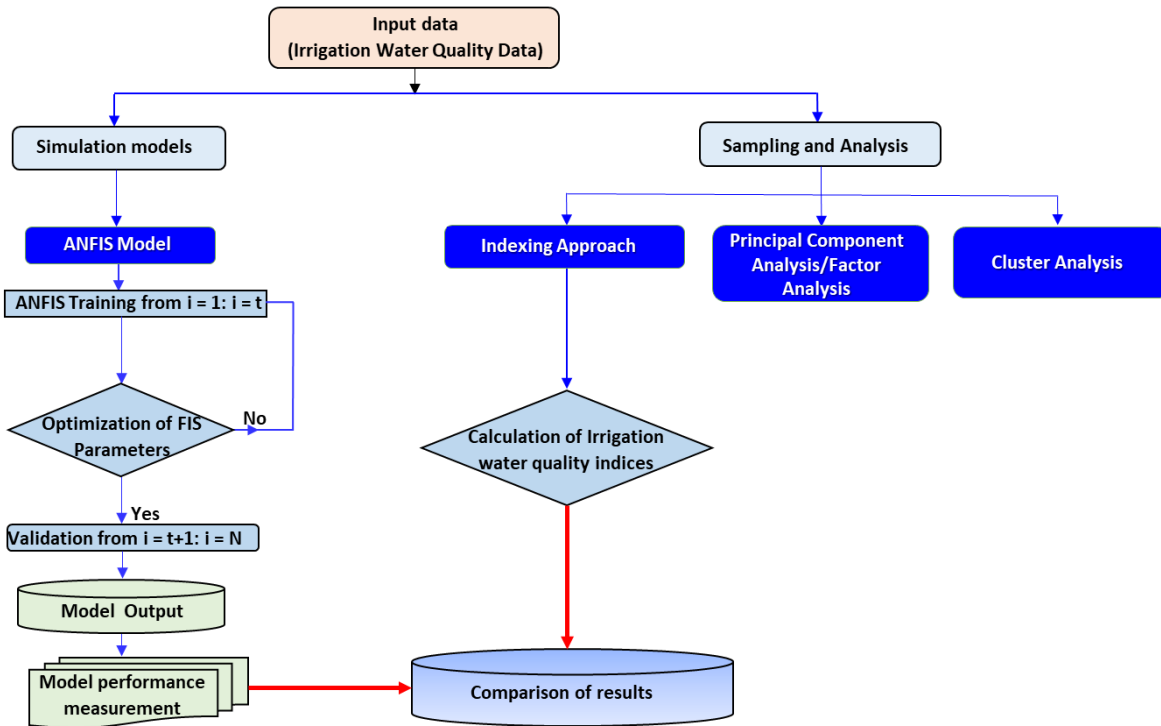 Input data
(Irrigation Water Quality Data)
Simulation models
Sampling and Analysis
ANFIS Model
Indexing Approach
Principal Component
Analysis/Factor
Analysis
Cluster Analysis
ANFIS Training from i = 1: i = t
Optimization of FIS
Parameters
No
Calculation of Irrigation
water quality indices
Yes
Validation from i = t+1: i = N
Model Output
Model performance
measurement
Comparison of results